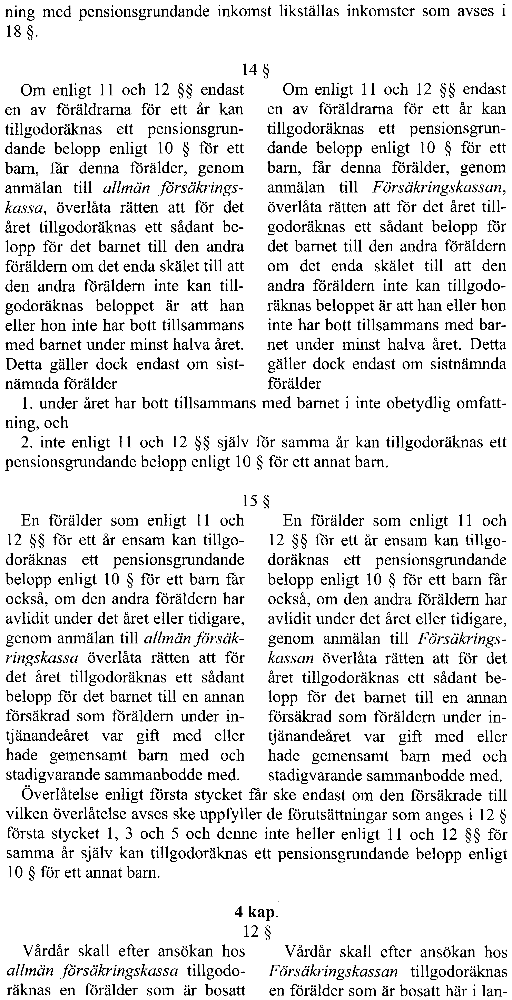 ning med pensionsgrundande inkomst likställas inkomster som avses i
18 §.
14 §
Om enligt 11 och 12 §§ endast
en av föräldrarna för ett år kan
tillgodoräknas ett pensionsgrun-
dande belopp enligt 10 § för ett
barn, får denna förälder, genom
anmälan till allmän försäkrings-
kassa, överlåta rätten att för det
året tillgodoräknas ett sådant be-
lopp för det barnet till den andra
föräldern om det enda skälet till att
den andra föräldern inte kan till-
godoräknas beloppet är att han
eller hon inte har bott tillsammans
med barnet under minst halva året.
Detta gäller dock endast om sist-
nämnda förälder
Om enligt 11 och 12 §§ endast
en av föräldrarna för ett år kan
tillgodoräknas ett pensionsgrun-
dande belopp enligt 10 § för ett
barn, får denna förälder, genom
anmälan till Försäkringskassan,
överlåta rätten att för det året till-
godoräknas ett sådant belopp för
det barnet till den andra föräldern
om det enda skälet till att den
andra föräldern inte kan tillgodo-
räknas beloppet är att han eller hon
inte har bott tillsammans med bar-
net under minst halva året. Detta
gäller dock endast om sistnämnda
förälder
1. under året har bott tillsammans med barnet i inte obetydlig omfatt-
ning, och
2. inte enligt 11 och 12 §§ själv för samma år kan tillgodoräknas ett
pensionsgrundande belopp enligt 10 § för ett annat barn.
15 §
En förälder som enligt 11 och
12 §§ för ett år ensam kan tillgo-
doräknas ett pensionsgrundande
belopp enligt 10 § för ett barn får
också, om den andra föräldern har
avlidit under det året eller tidigare,
genom anmälan till allmän försäk-
ringskassa överlåta rätten att för
det året tillgodoräknas ett sådant
belopp för det barnet till en annan
försäkrad som föräldern under in-
tjänandeåret var gift med eller
hade gemensamt barn med och
stadigvarande sammanbodde med.
En förälder som enligt 11 och
12 §§ för ett år ensam kan tillgo-
doräknas ett pensionsgrundande
belopp enligt 10 § för ett barn får
också, om den andra föräldern har
avlidit under det året eller tidigare,
genom anmälan till Försäkrings-
kassan överlåta rätten att för det
året tillgodoräknas ett sådant be-
lopp för det barnet till en annan
försäkrad som föräldern under in-
tjänandeåret var gift med eller
hade gemensamt barn med och
stadigvarande sammanbodde med.
Överlåtelse enligt första stycket får ske endast om den försäkrade till
vilken överlåtelse avses ske uppfyller de förutsättningar som anges i 12 §
första stycket 1, 3 och 5 och denne inte heller enligt 11 och 12 §§ för
samma år själv kan tillgodoräknas ett pensionsgrundande belopp enligt
10 § för ett annat barn.
4 kap.
12 §
Vårdår skall efter ansökan hos
allmän försäkringskassa tillgodo-
räknas en förälder som är bosatt
Vårdår skall efter ansökan hos
Försäkringskassan tillgodoräknas
en förälder som är bosatt här i lan-